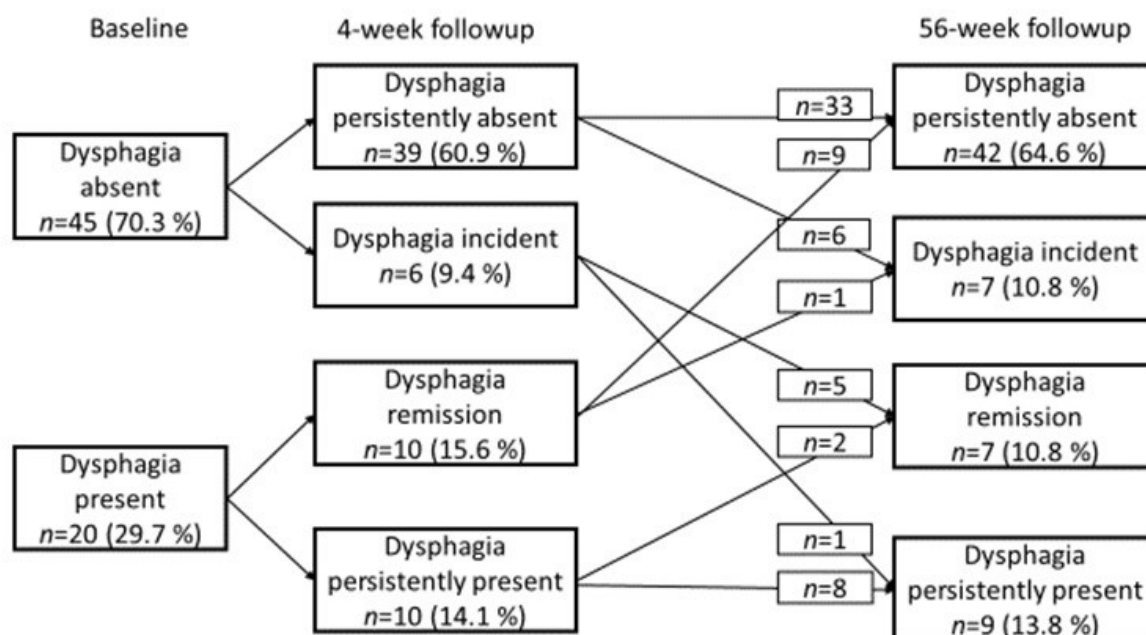 Baseline
4-week followup
56-week followup
Dysphagia
absent
n=45 (70.3 %)
Dysphagia
present
n=20 (29.7 %)
Dysphagia
persistently absent
n=39 (60.9 %)
Dysphagia incident
n=6 (9.4 %)
Dysphagia
remission
n=10 (15.6 %)
Dysphagia
persistently present
n=10 (14.1 %)
n=33
n=9
n=6
n=1
n=5
n=2
n=1
n=8
Dysphagia
persistently absent
n=42 (64.6 %)
Dysphagia incident
n=7 (10.8 %)
Dysphagia
remission
n=7 (10.8 %)
Dysphagia
persistently present
n=9 (13.8 %)